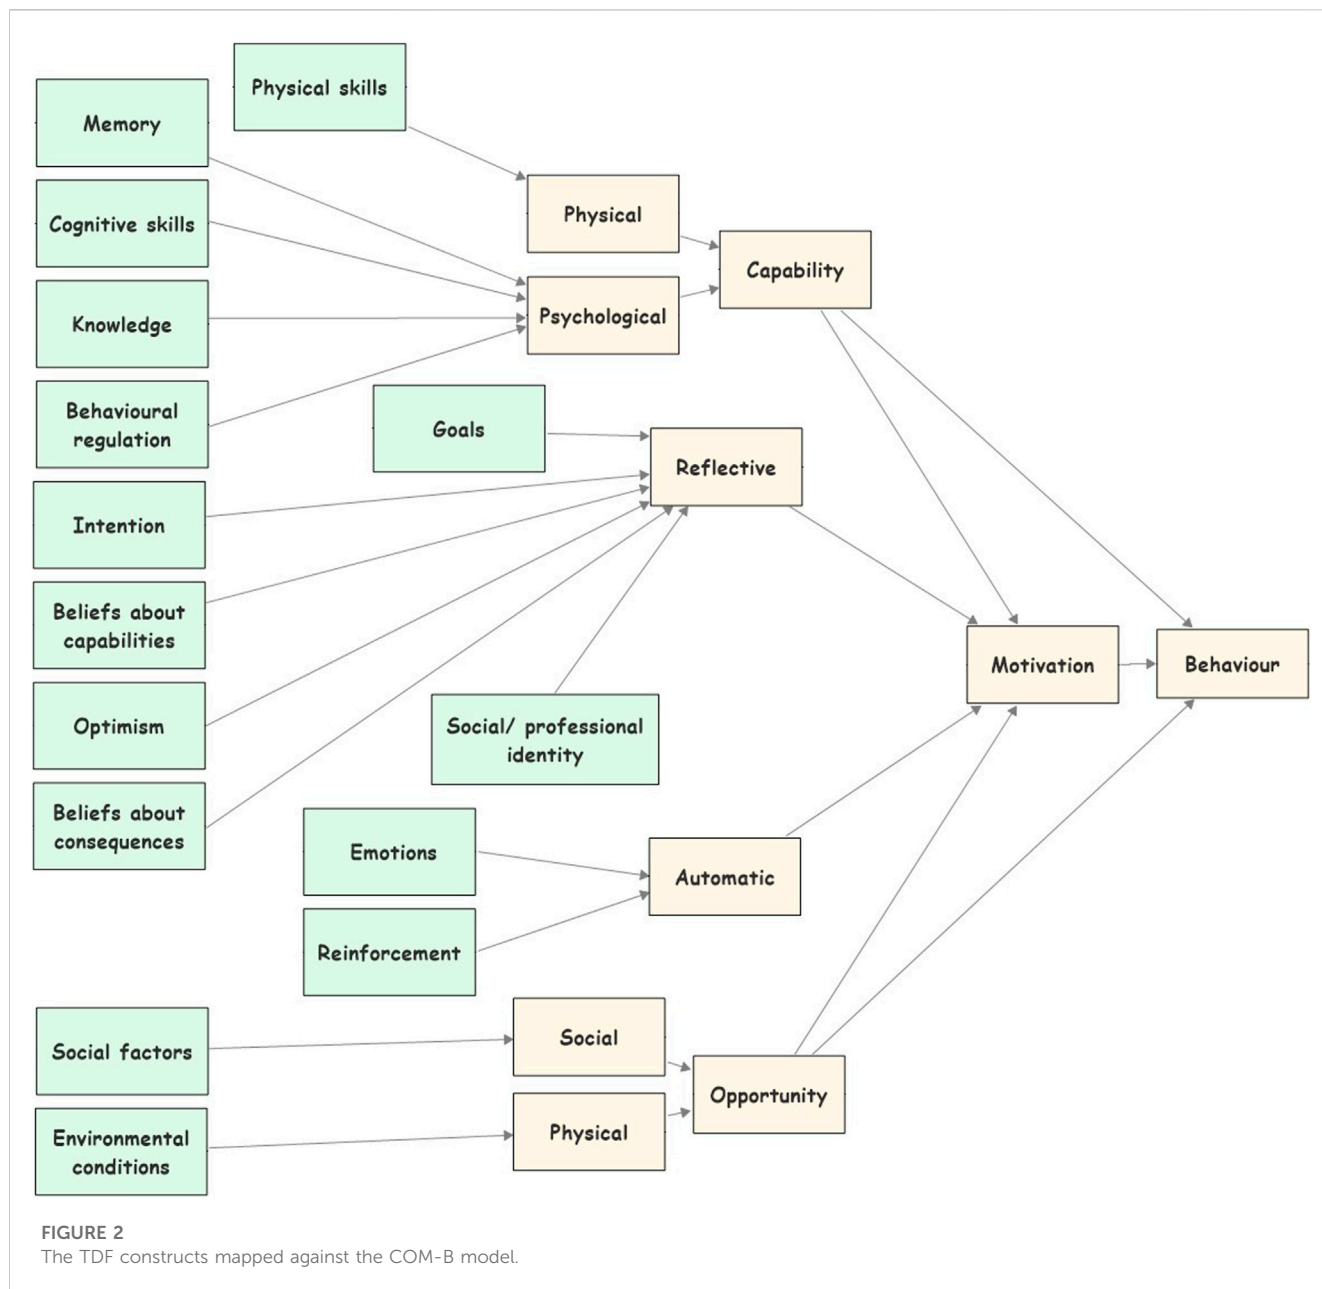 Physical skills
Memory
Cognitive skills
Knowledge
Behavioural
regulation
Physical
Psychological
Capability
Goals
Reflective
Intention
Beliefs about
capabilities
Optimism
Beliefs about
consequences
Social/ professional
identity
Motivation
Behaviour
Emotions
Reinforcement
Automatic
Social factors
Environmental
conditions
Social
Physical
Opportunity
FIGURE 2
The TDF constructs mapped against the COM-B model.